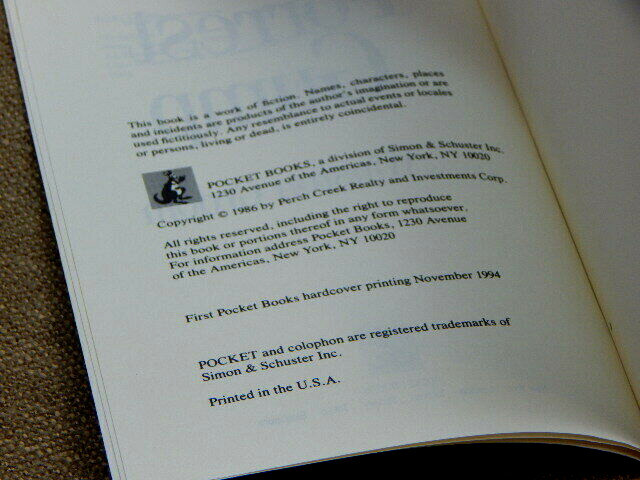 This book is a work of fiction. Names, characters, places
and incidents are products of the author's imagination or are
used fictitiously. Any resemblance to actual events or locales
or persons, living or dead, is entirely coincidental.
POCKET BOOKS, a division of Simon & Schuster Inc.
1230 Avenue of the Americas, New York, NY 10020
Copyright © 1986 by Perch Creek Realty and Investments Corp.
All rights reserved, including the right to reproduce
this book or portions thereof in any form whatsoever.
For information address Pocket Books, 1230 Avenue
of the Americas, New York, NY 10020
First Pocket Books hardcover printing November 1994
POCKET and colophon are registered trademarks of
Simon & Schuster Inc.
Printed in the U.S.A.